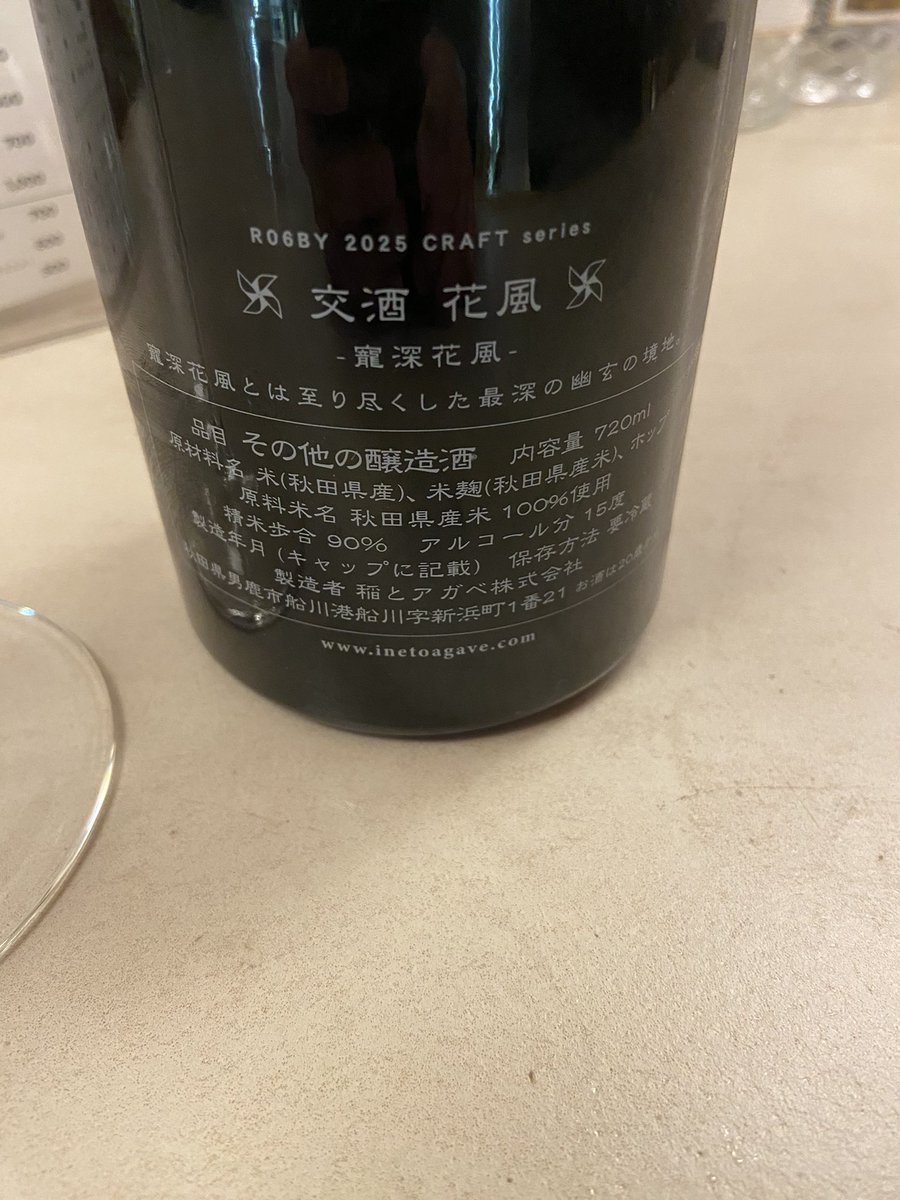 R06BY 2025 CRAFT series
交酒 花風
-寵深花風-
寵深花風とは至り尽くした最深の幽玄の境地。
品目 その他の醸造酒 内容量 720ml
原材料名 米(秋田県産)、米麹(秋田県産米)、ホップ
原料米名 秋田県産米 100%使用
精米歩合 90% アルコール分 15度
製造年月 (キャップに記載) 保存方法 要冷蔵
製造者 稲とアガベ株式会社
秋田県男鹿市船川港船川字新浜町1番21 お酒は20歳
www.inetoagave.com
700